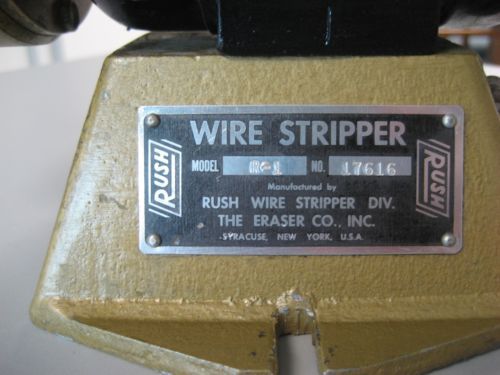 WiRE STRIPPER
MODEL NO. 17616
Manufactured by
RUSH RUSH
RUSH WIRE STRIPPER DIV.
THE ERASER CO., INC.
SYRACUSE, NEW YORK, U.S.A.